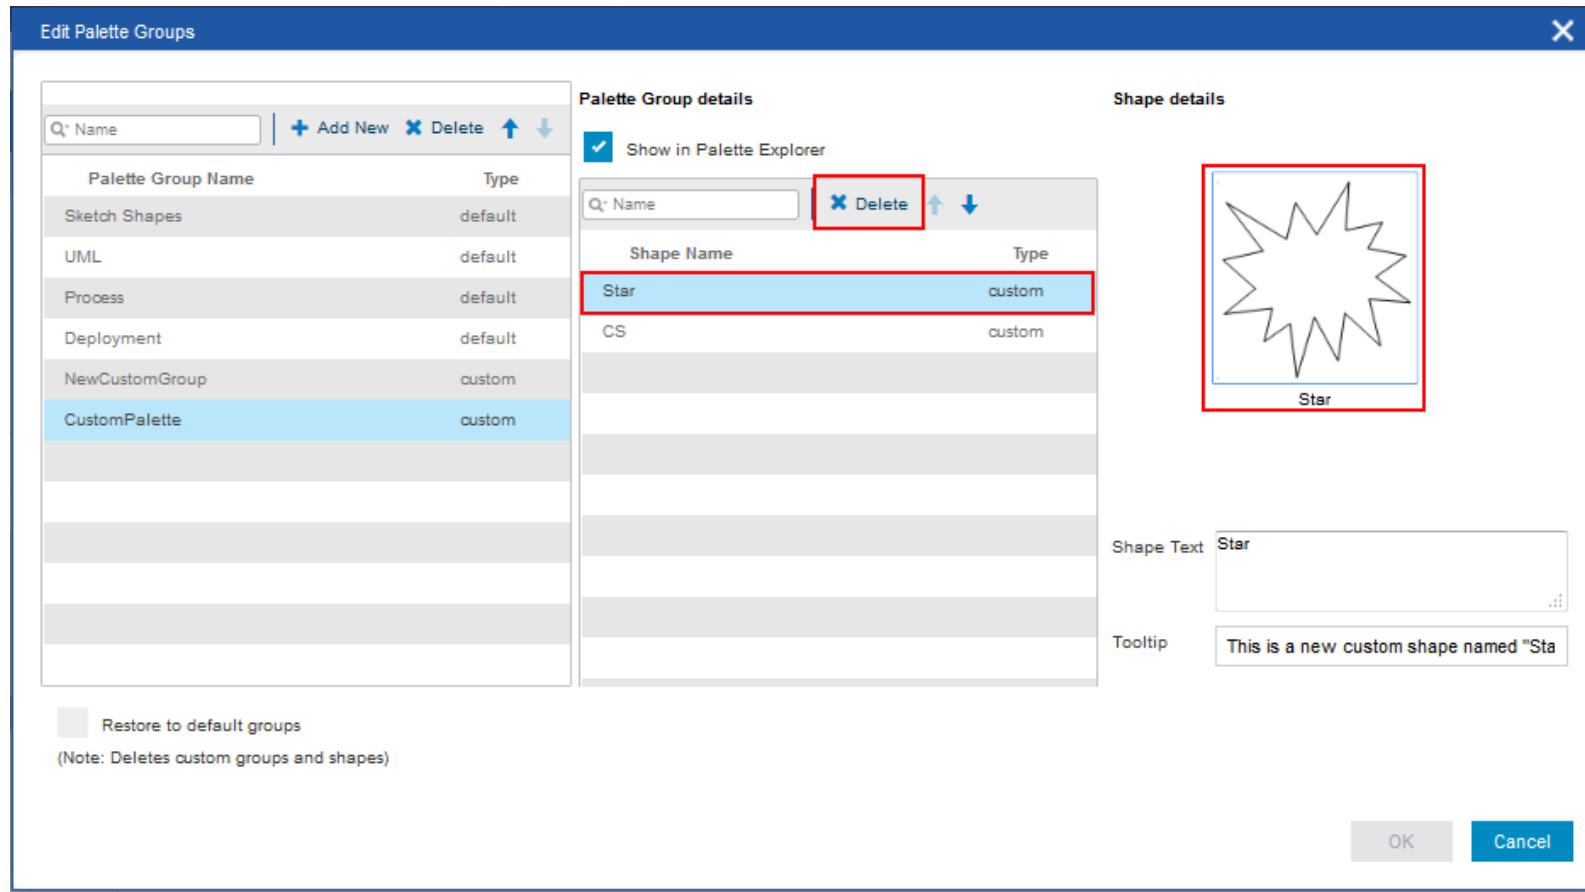 Edit Palette Groups
Name
Add New
Delete
Palette Group Name Type
Sketch Shapes default
UML default
Process default
Deployment default
NewCustomGroup custom
CustomPalette custom
Restore to default groups
(Note: Deletes custom groups and shapes)
Palette Group details
Show in Palette Explorer
Name
Delete
Shape Name Type
Star custom
CS custom
Shape details
Star
Shape Text Star
Tooltip This is a new custom shape named "Sta
OK Cancel